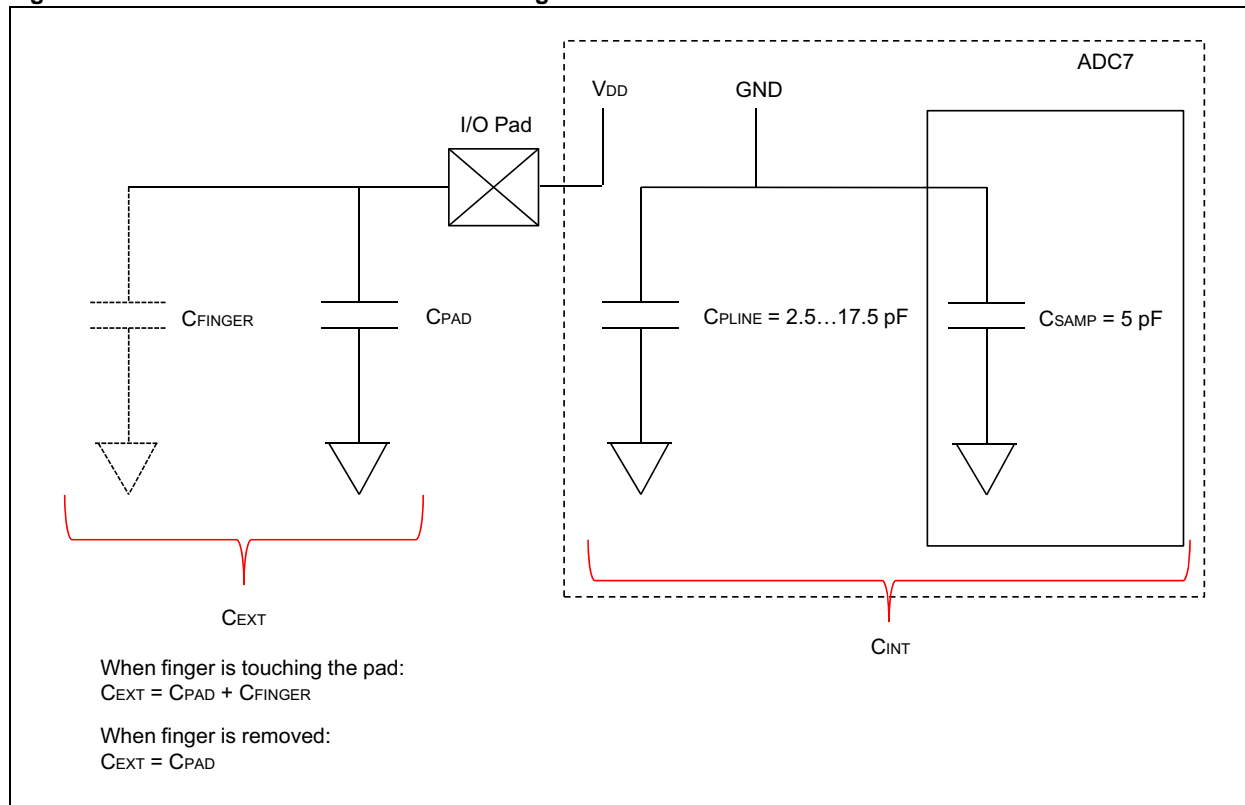 ADC7
VDD
GND
I/O Pad
CFINGER
CPAD
CPLINE = 2.5...17.5 pF
CSAMP = 5 pF
CEXT
CINT
When finger is touching the pad:
CEXT = CPAD + CFINGER
When finger is removed:
CEXT = CPAD